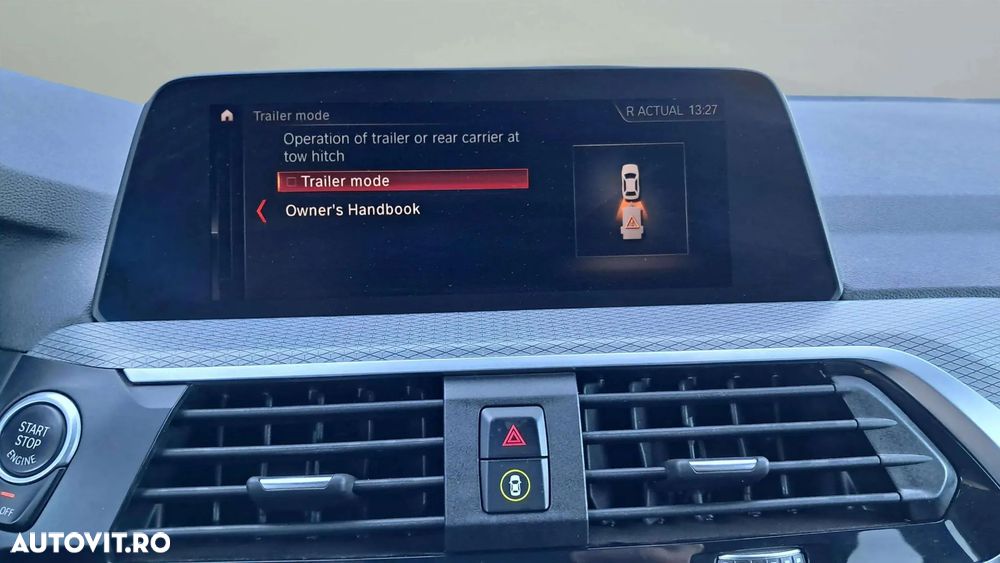 Trailer mode
R ACTUAL 13:27
Operation of trailer or rear carrier at
tow hitch
Trailer mode
Owner's Handbook
START
STOP
ENGINE
OFF
AUTOVIT.RO